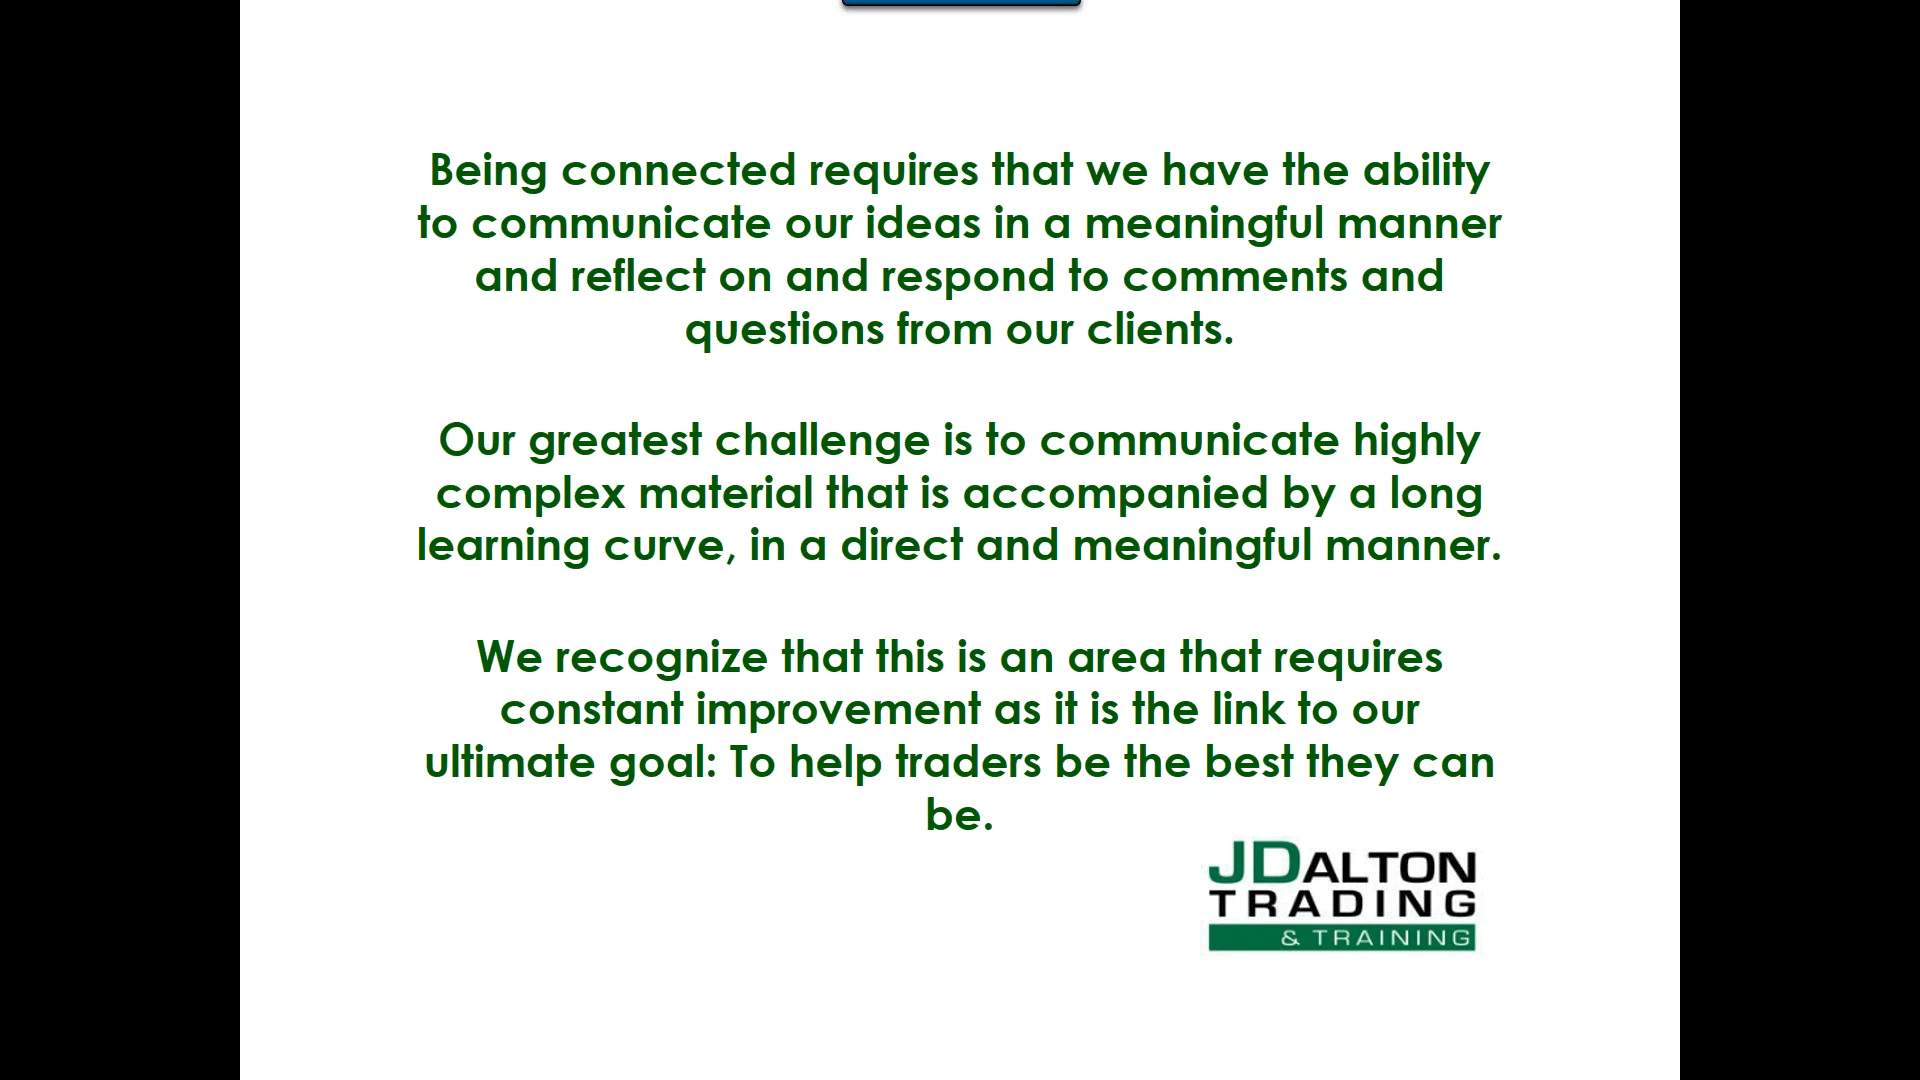 Being connected requires that we have the ability
to communicate our ideas in a meaningful manner
and reflect on and respond to comments and
questions from our clients.
Our greatest challenge is to communicate highly
complex material that is accompanied by a long
learning curve, in a direct and meaningful manner.
We recognize that this is an area that requires
constant improvement as it is the link to our
ultimate goal: To help traders be the best they can
be.
JDALTON
TRADING
& TRAINING